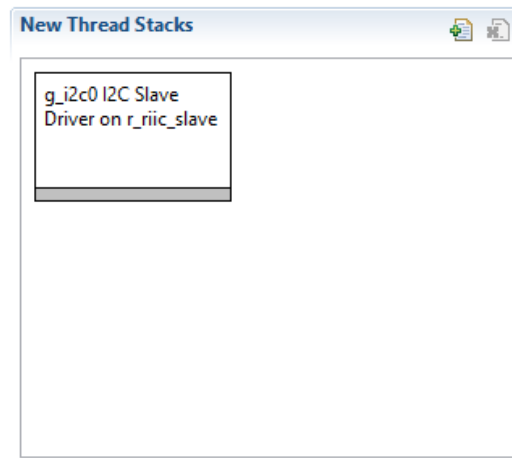 New Thread Stacks
g_i2c0 I2C Slave
Driver on r_riic_slave